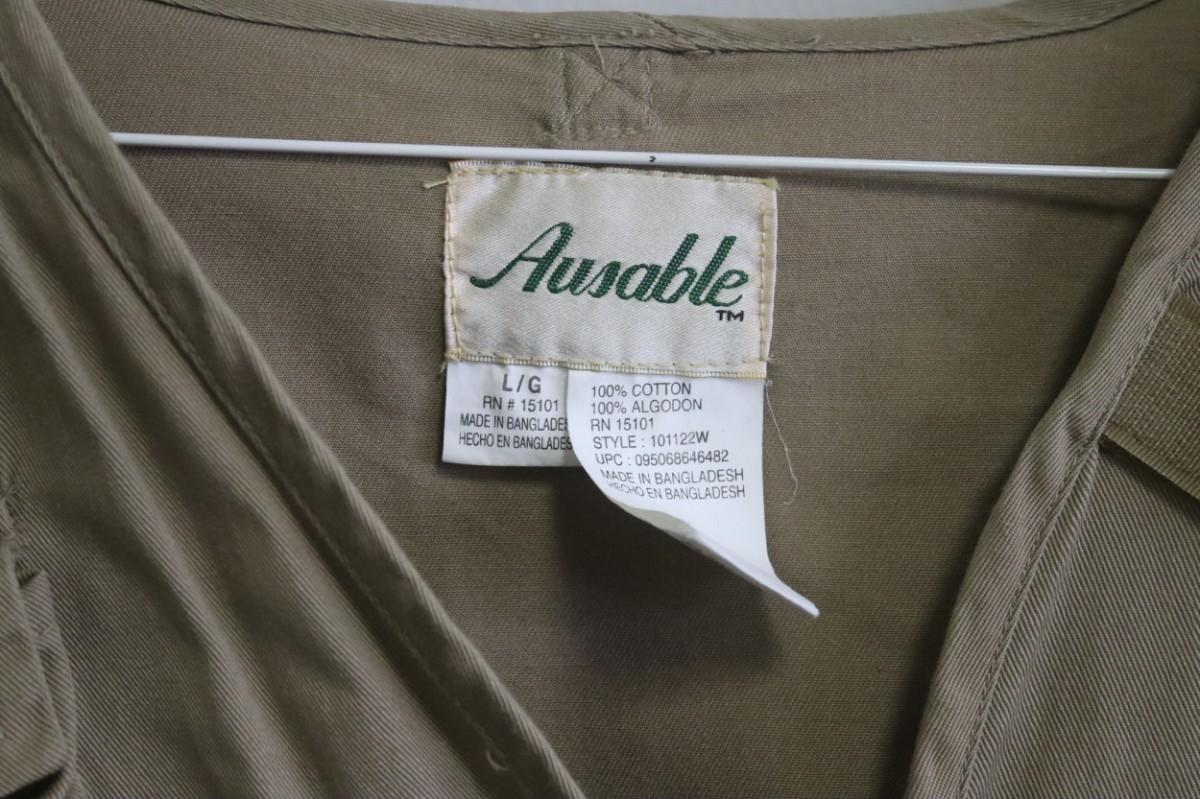 Ausable
TM
L/G
RN # 15101
MADE IN BANGLADES
HECHO EN BANGLADES
100% COTTON
100% ALGODON
RN 15101
STYLE : 101122W
UPC : 095068646482
MADE IN BANGLADESH
HECHO EN BANGLADESH